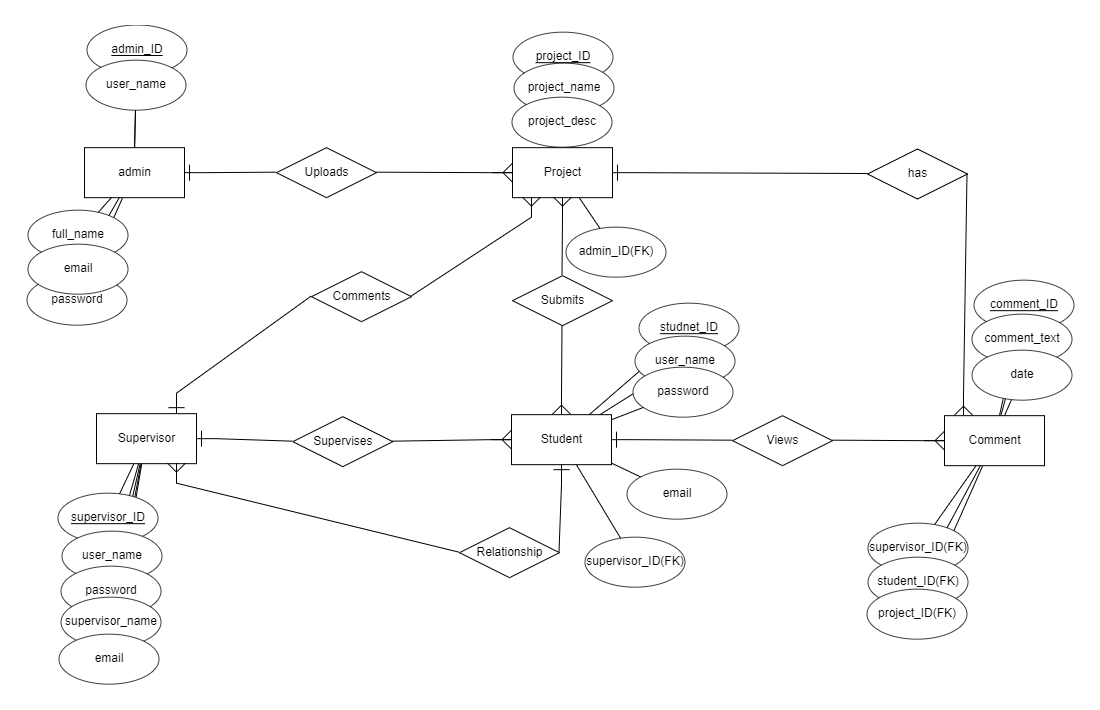 admin_ID
user_name
project_ID
project_name
project_desc
admin
Uploads
Project
has
full_name
email
password
admin_ID(FK)
Comments
Submits
studnet_ID
user_name
password
comment_ID
comment_text
date
Supervisor
Supervises
Student
Views
Comment
email
supervisor_ID
user_name
password
supervisor_name
email
Relationship
supervisor_ID(FK)
supervisor_ID(FK)
student_ID(FK)
project_ID(FK)